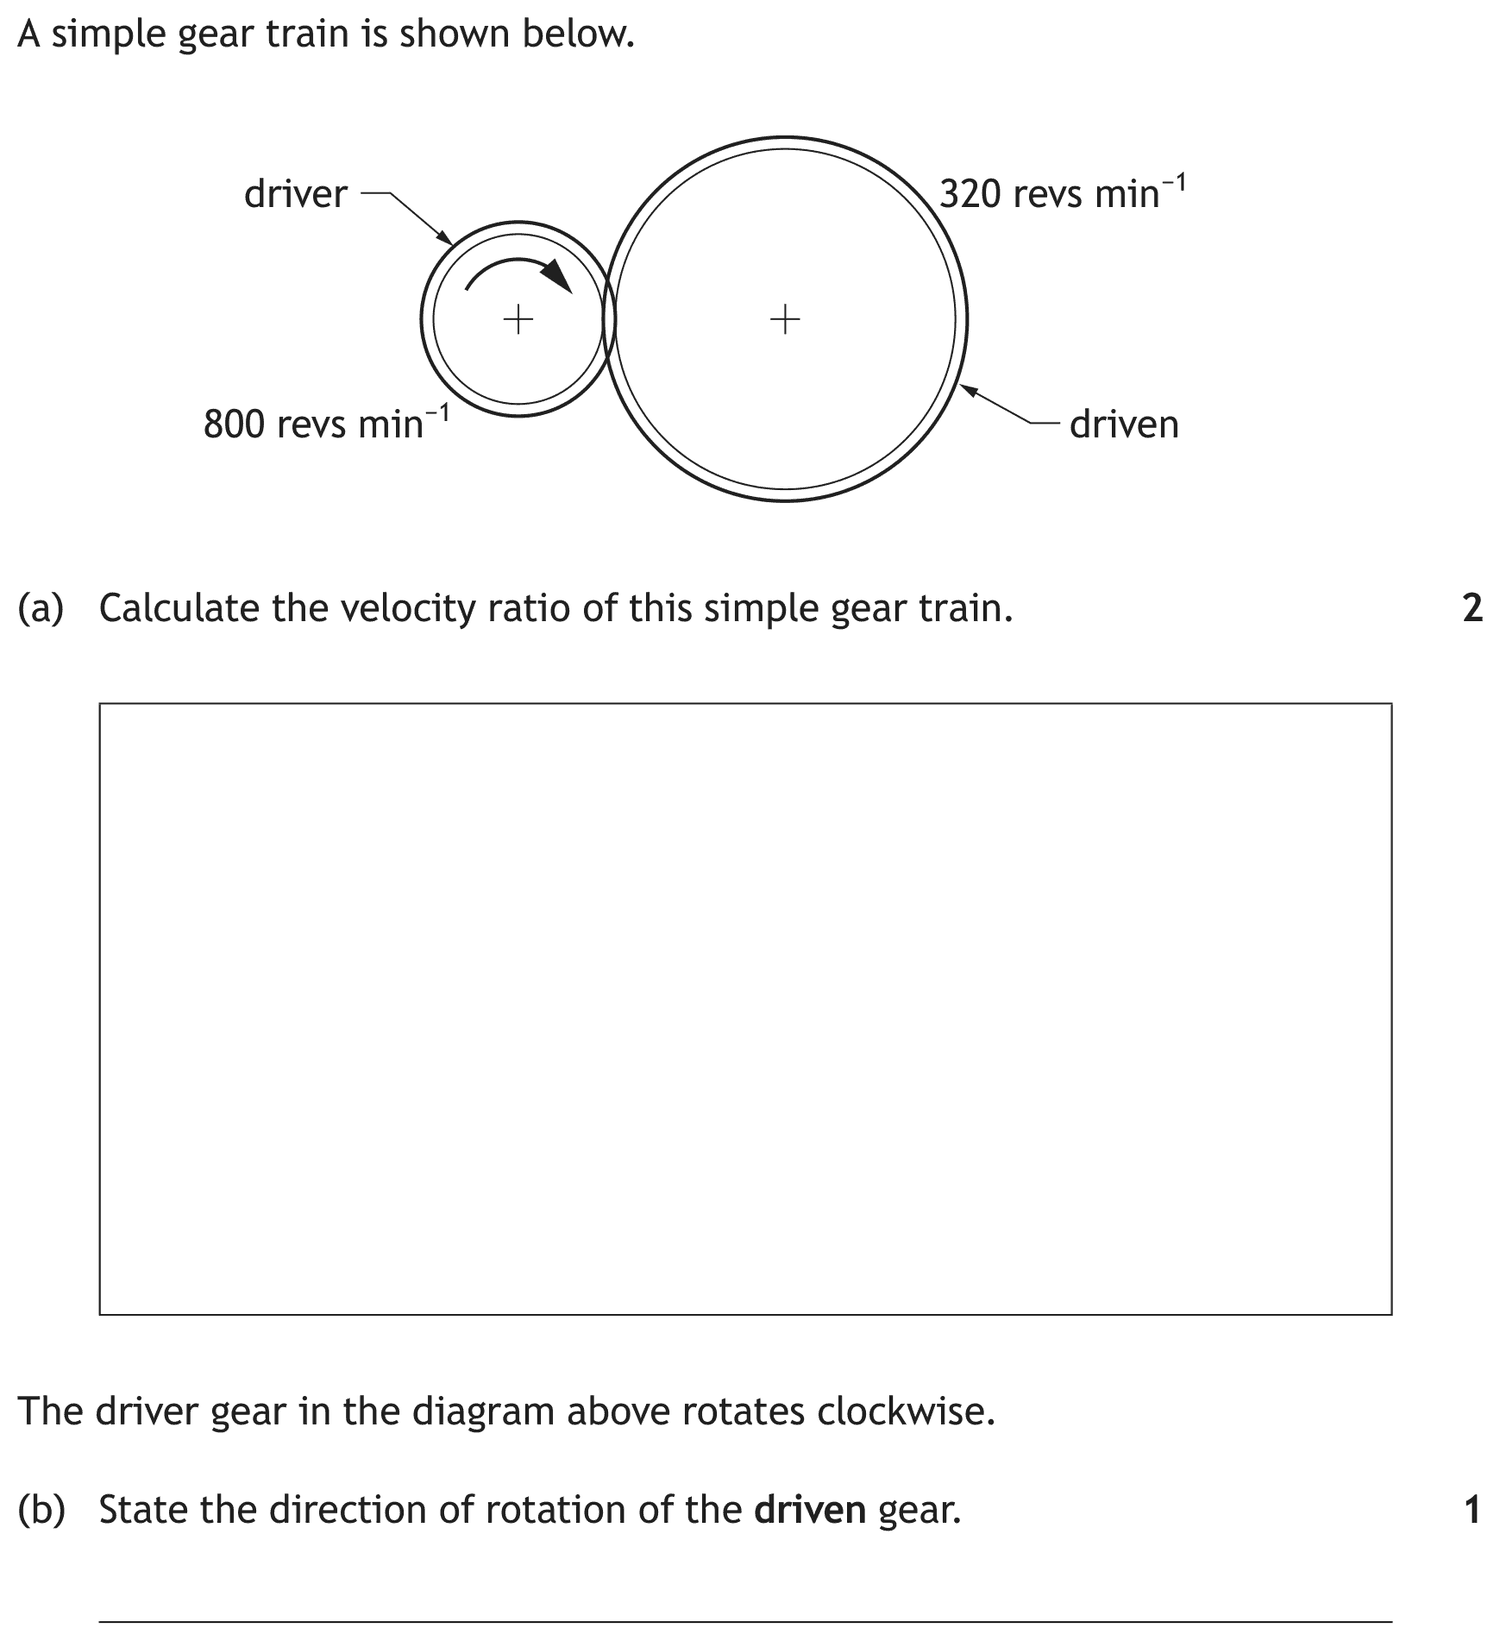 A simple gear train is shown below.
driver
320 revs min⁻¹
800 revs min⁻¹
driven
(a) Calculate the velocity ratio of this simple gear train. 2
The driver gear in the diagram above rotates clockwise.
(b) State the direction of rotation of the driven gear. 1